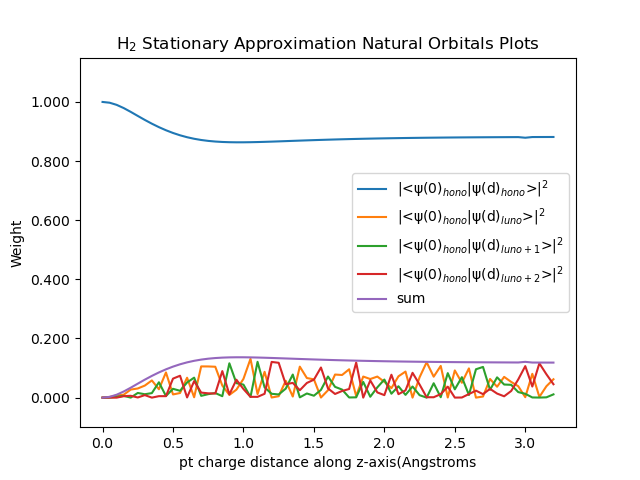 H₂ Stationary Approximation Natural Orbitals Plots
1.000
0.800
0.600
0.400
0.200
0.000
Weight
|<ψ(0)ₕₒₙₒ|ψ(d)ₕₒₙₒ>|²
|<ψ(0)ₕₒₙₒ|ψ(d)ₗᵤₙₒ>|²
|<ψ(0)ₕₒₙₒ|ψ(d)ₗᵤₙₒ₊₁>|²
|<ψ(0)ₕₒₙₒ|ψ(d)ₗᵤₙₒ₊₂>|²
sum
0.0 0.5 1.0 1.5 2.0 2.5 3.0
pt charge distance along z-axis(Angstroms